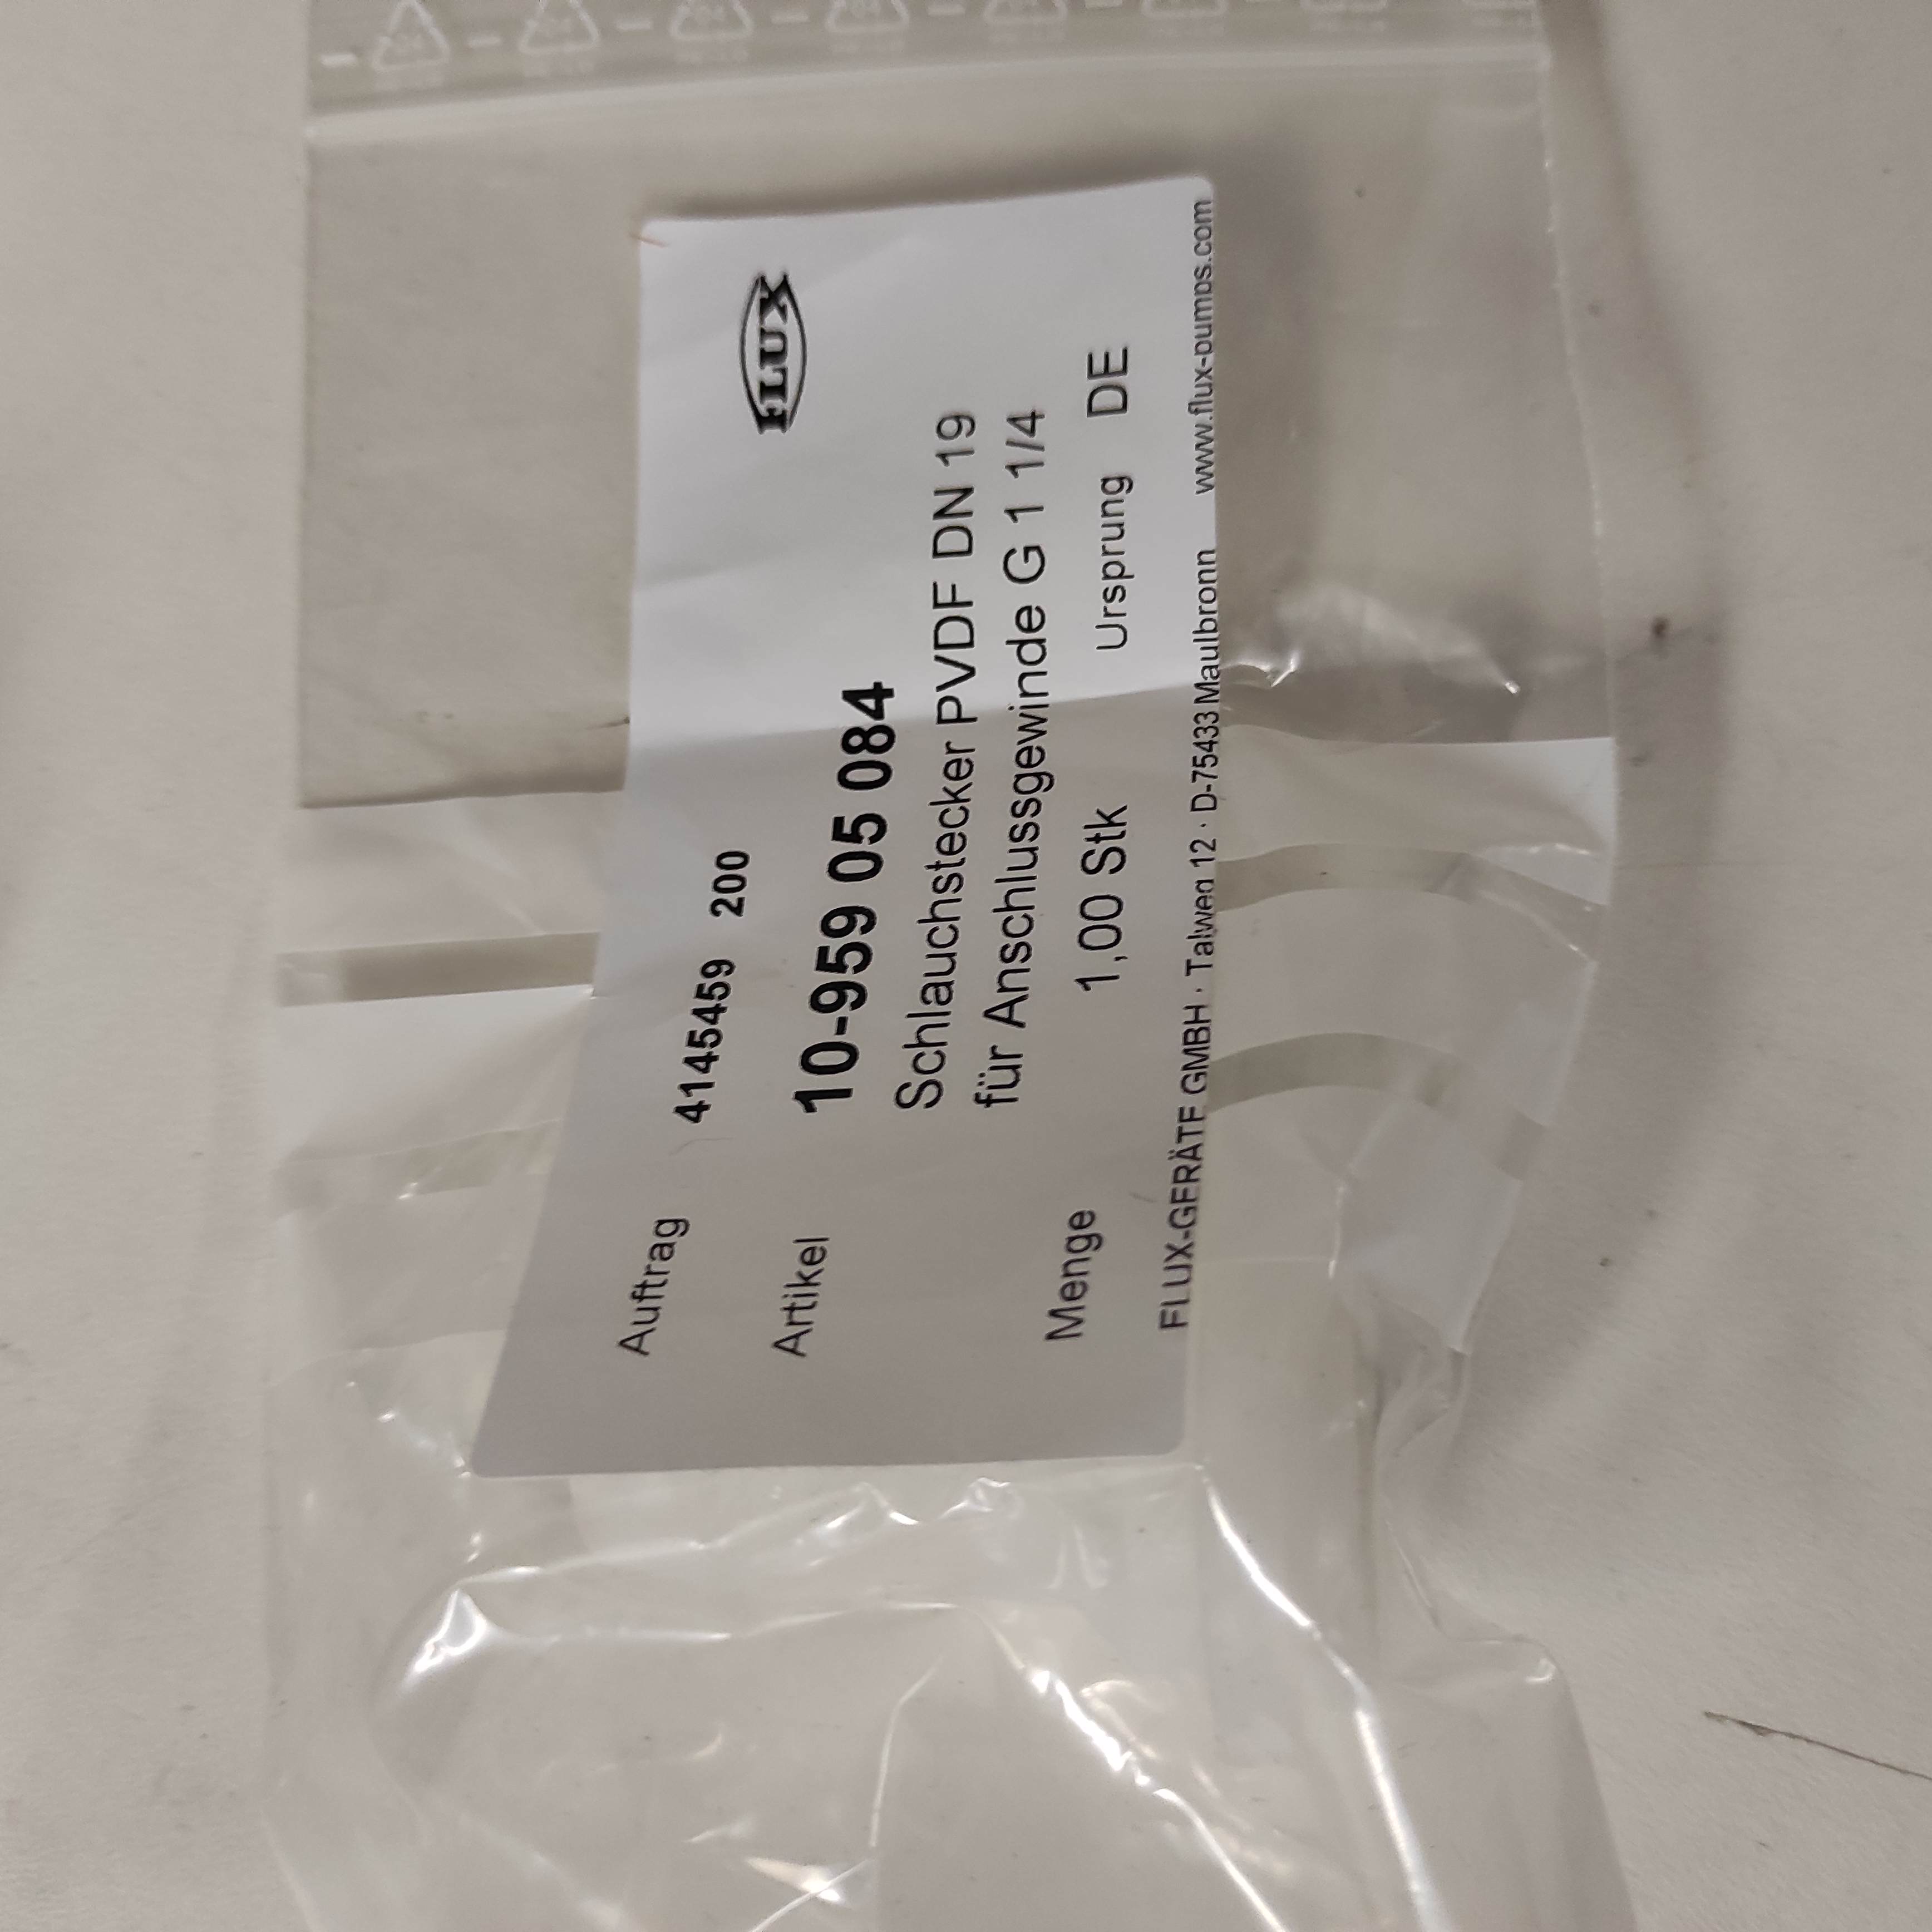 FLUX
Auftrag 4145459 200
Artikel 10-959 05 084
Schlauchstecker PVDF DN 19
für Anschlussgewinde G 1 1/4
Menge 1,00 Stk Ursprung DE
FLUX-GERÄTE GMBH · Talweg 12 · D-75433 Maulbronn www.flux-pumps.com